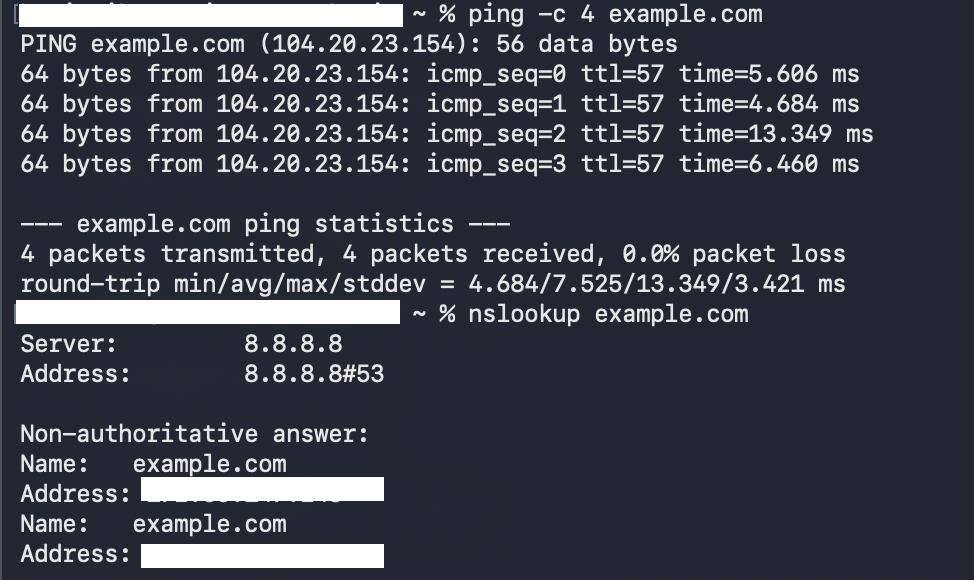 ~ % ping -c 4 example.com
PING example.com (104.20.23.154): 56 data bytes
64 bytes from 104.20.23.154: icmp_seq=0 ttl=57 time=5.606 ms
64 bytes from 104.20.23.154: icmp_seq=1 ttl=57 time=4.684 ms
64 bytes from 104.20.23.154: icmp_seq=2 ttl=57 time=13.349 ms
64 bytes from 104.20.23.154: icmp_seq=3 ttl=57 time=6.460 ms
--- example.com ping statistics ---
4 packets transmitted, 4 packets received, 0.0% packet loss
round-trip min/avg/max/stddev = 4.684/7.525/13.349/3.421 ms
~ % nslookup example.com
Server: 8.8.8.8
Address: 8.8.8.8#53
Non-authoritative answer:
Name: example.com
Address:
Name: example.com
Address: